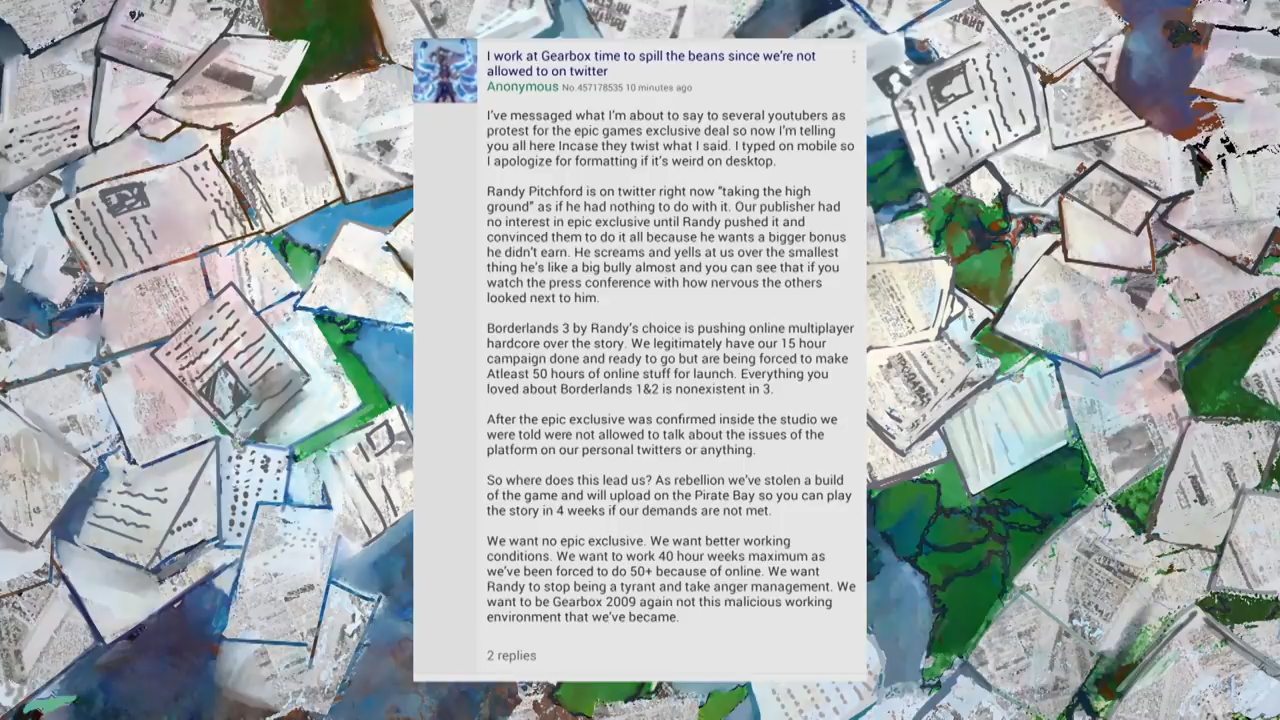 I work at Gearbox time to spill the beans since we're not
allowed to on twitter
Anonymous No.457178535 10 minutes ago
I've messaged what I'm about to say to several youtubers as
protest for the epic games exclusive deal so now I'm telling
you all here Incase they twist what I said. I typed on mobile so
I apologize for formatting if it's weird on desktop.
Randy Pitchford is on twitter right now “taking the high
ground” as if he had nothing to do with it. Our publisher had
no interest in epic exclusive until Randy pushed it and
convinced them to do it all because he wants a bigger bonus
he didn't earn. He screams and yells at us over the smallest
thing he's like a big bully almost and you can see that if you
watch the press conference with how nervous the others
looked next to him.
Borderlands 3 by Randy's choice is pushing online multiplayer
hardcore over the story. We legitimately have our 15 hour
campaign done and ready to go but are being forced to make
Atleast 50 hours of online stuff for launch. Everything you
loved about Borderlands 1&2 is nonexistent in 3.
After the epic exclusive was confirmed inside the studio we
were told were not allowed to talk about the issues of the
platform on our personal twitters or anything.
So where does this lead us? As rebellion we've stolen a build
of the game and will upload on the Pirate Bay so you can play
the story in 4 weeks if our demands are not met.
We want no epic exclusive. We want better working
conditions. We want to work 40 hour weeks maximum as
we've been forced to do 50+ because of online. We want
Randy to stop being a tyrant and take anger management. We
want to be Gearbox 2009 again not this malicious working
environment that we've became.
2 replies